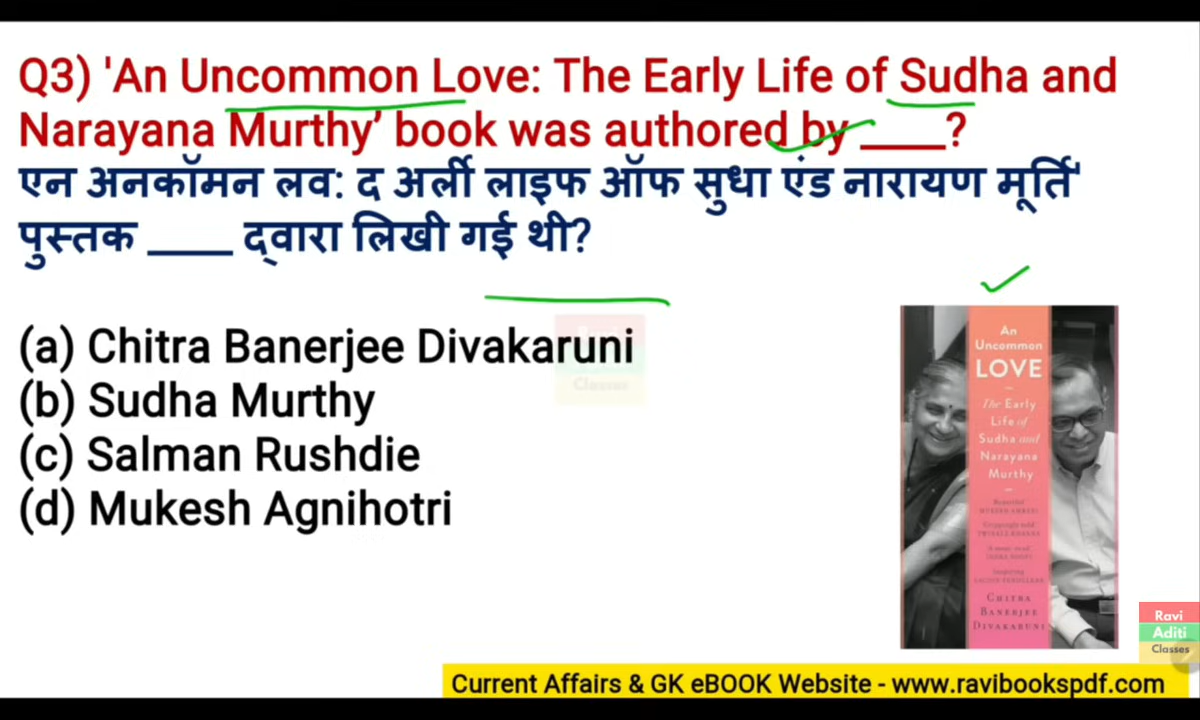 Q3) 'An Uncommon Love: The Early Life of Sudha and
Narayana Murthy’ book was authored by ____?
एन अनकॉमन लव: द अर्ली लाइफ ऑफ सुधा एंड नारायण मूर्ति'
पुस्तक ____ द्वारा लिखी गई थी?
(a) Chitra Banerjee Divakaruni
(b) Sudha Murthy
(c) Salman Rushdie
(d) Mukesh Agnihotri
Classes
An
Uncommon
LOVE
The Early
Life of
Sudha and
Narayana
Murthy
CHITRA
BANERJEE
DIVAKARUNI
Ravi
Aditi
Classes
Current Affairs & GK eBOOK Website - www.ravibookspdf.com